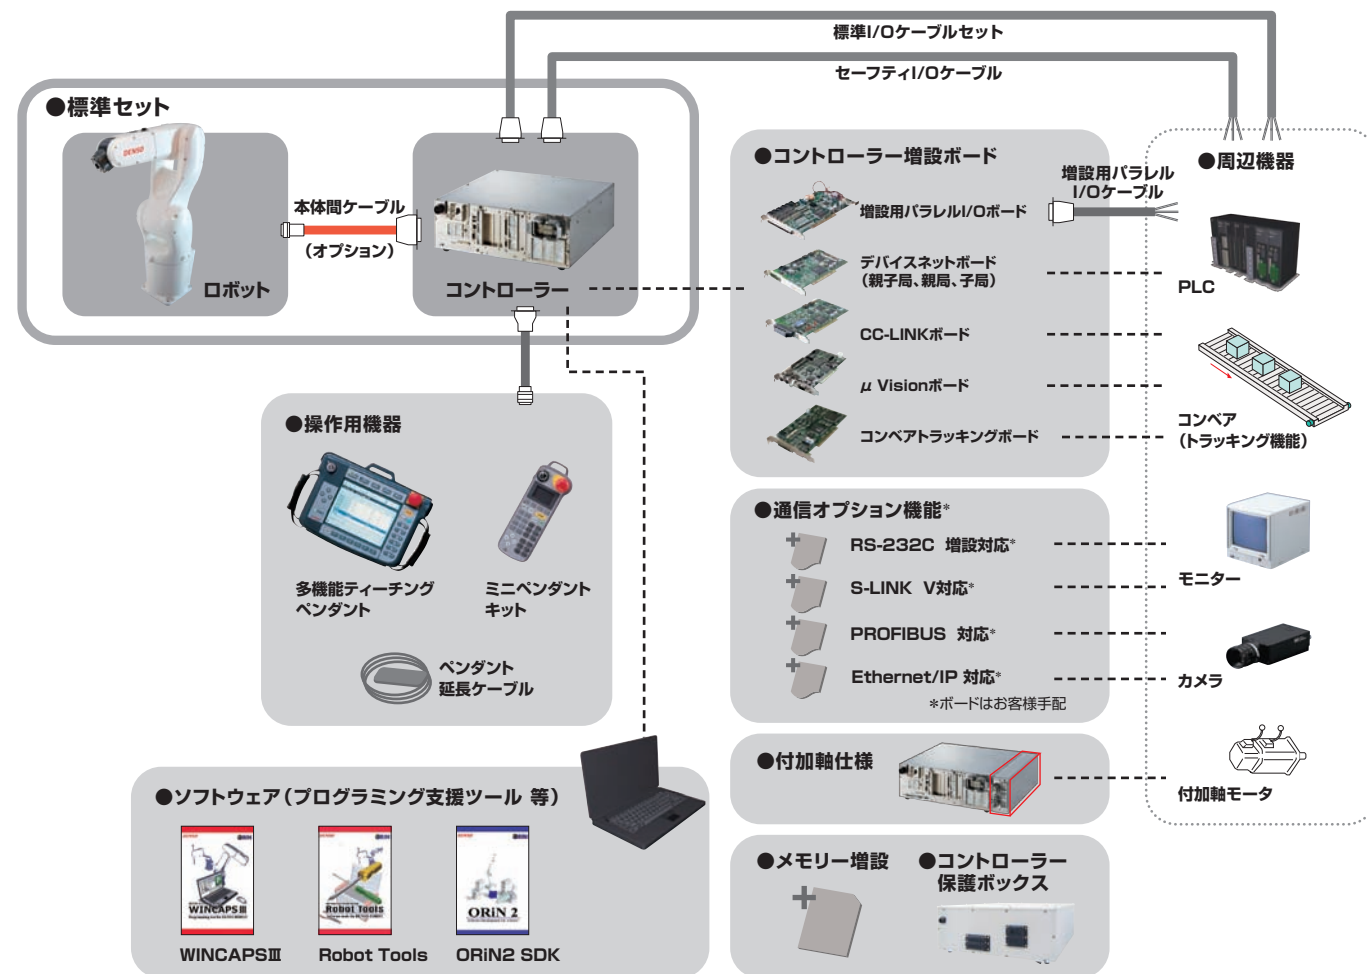 標準I/Oケーブルセット
セーフティI/Oケーブル
●標準セット
DENSO
本体間ケーブル
(オプション)
ロボット
コントローラー
●コントローラー増設ボード
増設用パラレルI/Oボード
デバイスネットボード
(親子局、親局、子局)
CC-LINKボード
μ Visionボード
コンベアトラッキングボード
増設用パラレル
I/Oケーブル
●周辺機器
PLC
コンベア
(トラッキング機能)
モニター
カメラ
付加軸モータ
●操作用機器
多機能ティーチング
ペンダント
ミニペンダント
キット
ペンダント
延長ケーブル
●通信オプション機能*
RS-232C 増設対応*
S-LINK V対応*
PROFIBUS 対応*
Ethernet/IP 対応*
*ボードはお客様手配
●付加軸仕様
●メモリー増設
●コントローラー
保護ボックス
●ソフトウェア(プログラミング支援ツール 等)
WINCAPSⅢ
Robot Tools
ORiN 2
WINCAPSⅢ
Robot Tools
ORiN2 SDK